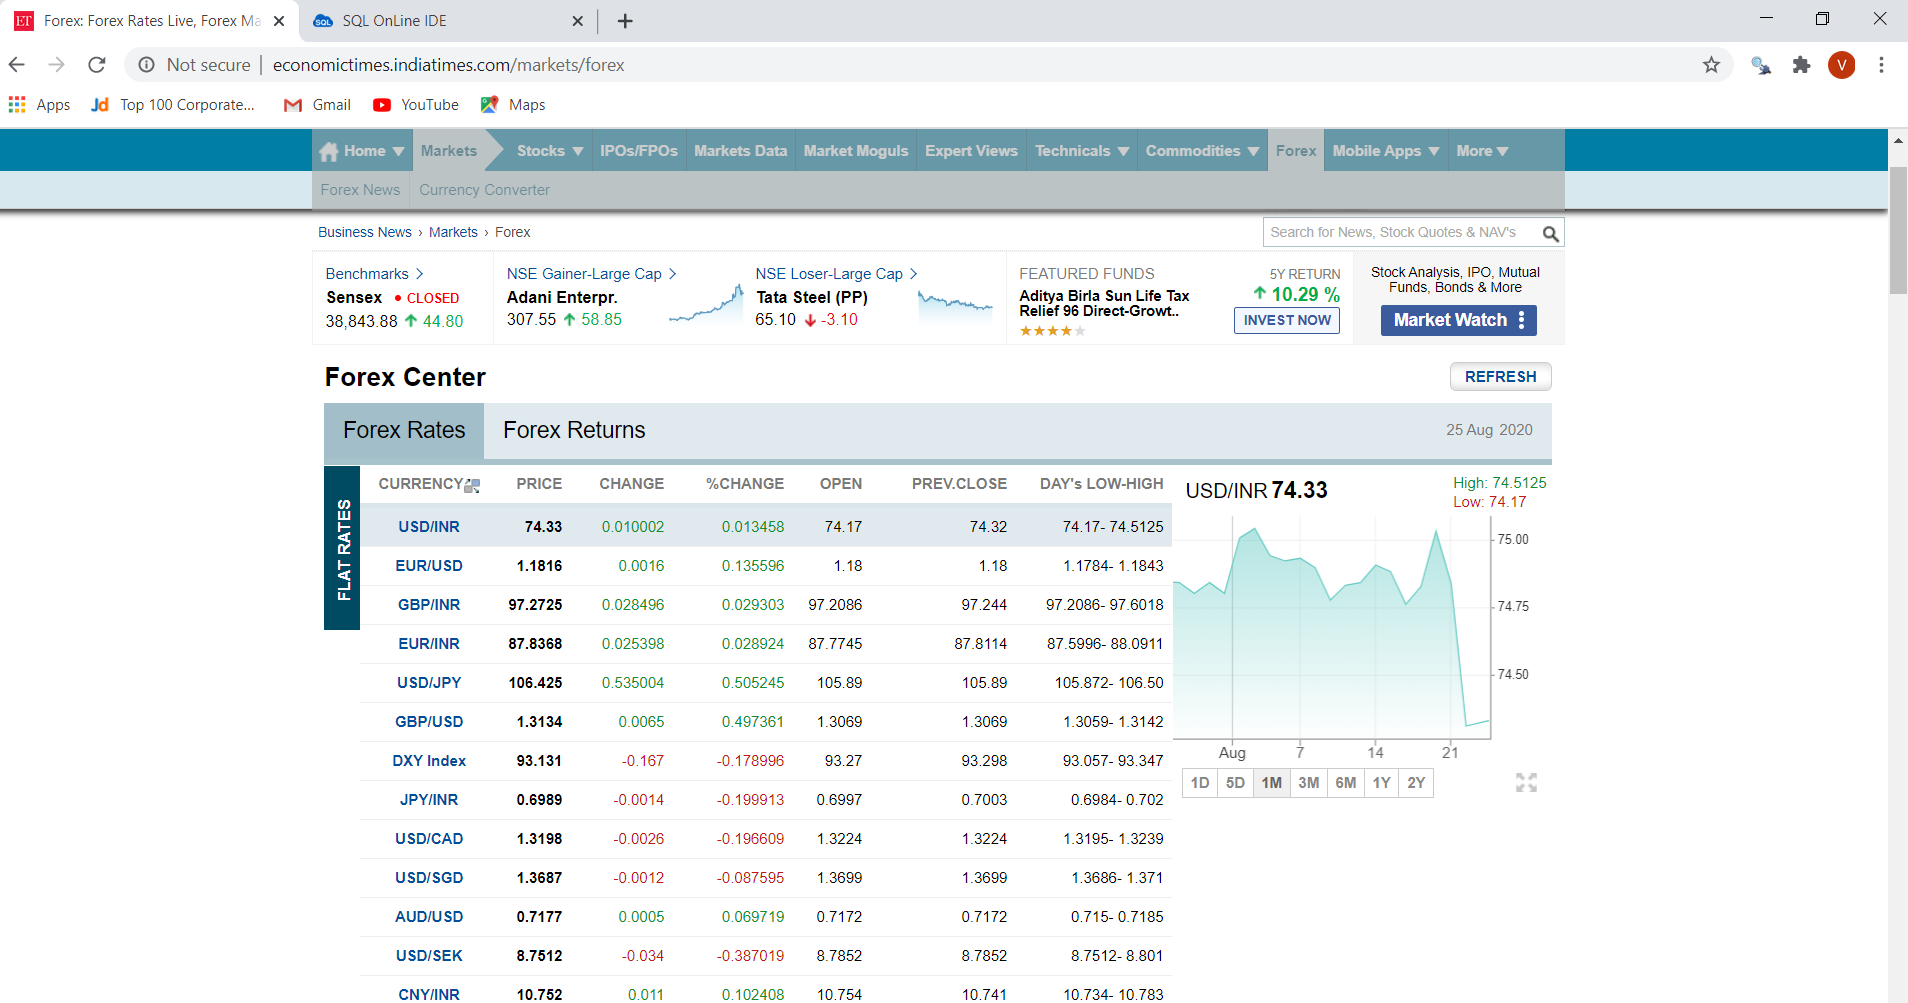 ET Forex: Forex Rates Live, Forex Ma
SQL SQL OnLine IDE
Not secure | economictimes.indiatimes.com/markets/forex
V
Apps Jd Top 100 Corporate... Gmail YouTube Maps
Home Markets Stocks IPOs/FPOs Markets Data Market Moguls Expert Views Technicals Commodities Forex Mobile Apps More
Forex News Currency Converter
Business News › Markets › Forex
Search for News, Stock Quotes & NAV's
Benchmarks
Sensex • CLOSED
38,843.88 44.80
NSE Gainer-Large Cap
Adani Enterpr.
307.55 58.85
NSE Loser-Large Cap
Tata Steel (PP)
65.10 -3.10
FEATURED FUNDS
Aditya Birla Sun Life Tax
Relief 96 Direct-Growt..
5Y RETURN
10.29 %
INVEST NOW
Stock Analysis, IPO, Mutual
Funds, Bonds & More
Market Watch
Forex Center
REFRESH
Forex Rates Forex Returns 25 Aug 2020
FLAT RATES
CURRENCY PRICE CHANGE %CHANGE OPEN PREV.CLOSE DAY's LOW-HIGH
USD/INR 74.33 0.010002 0.013458 74.17 74.32 74.17- 74.5125
EUR/USD 1.1816 0.0016 0.135596 1.18 1.18 1.1784- 1.1843
GBP/INR 97.2725 0.028496 0.029303 97.2086 97.244 97.2086- 97.6018
EUR/INR 87.8368 0.025398 0.028924 87.7745 87.8114 87.5996- 88.0911
USD/JPY 106.425 0.535004 0.505245 105.89 105.89 105.872- 106.50
GBP/USD 1.3134 0.0065 0.497361 1.3069 1.3069 1.3059- 1.3142
DXY Index 93.131 -0.167 -0.178996 93.27 93.298 93.057- 93.347
JPY/INR 0.6989 -0.0014 -0.199913 0.6997 0.7003 0.6984- 0.702
USD/CAD 1.3198 -0.0026 -0.196609 1.3224 1.3224 1.3195- 1.3239
USD/SGD 1.3687 -0.0012 -0.087595 1.3699 1.3699 1.3686- 1.371
AUD/USD 0.7177 0.0005 0.069719 0.7172 0.7172 0.715- 0.7185
USD/SEK 8.7512 -0.034 -0.387019 8.7852 8.7852 8.7512- 8.801
CNY/INR 10.752 0.011 0.102408 10.754 10.741 10.734- 10.783
USD/INR 74.33
High: 74.5125
Low: 74.17
75.00
74.75
74.50
Aug 7 14 21
1D 5D 1M 3M 6M 1Y 2Y